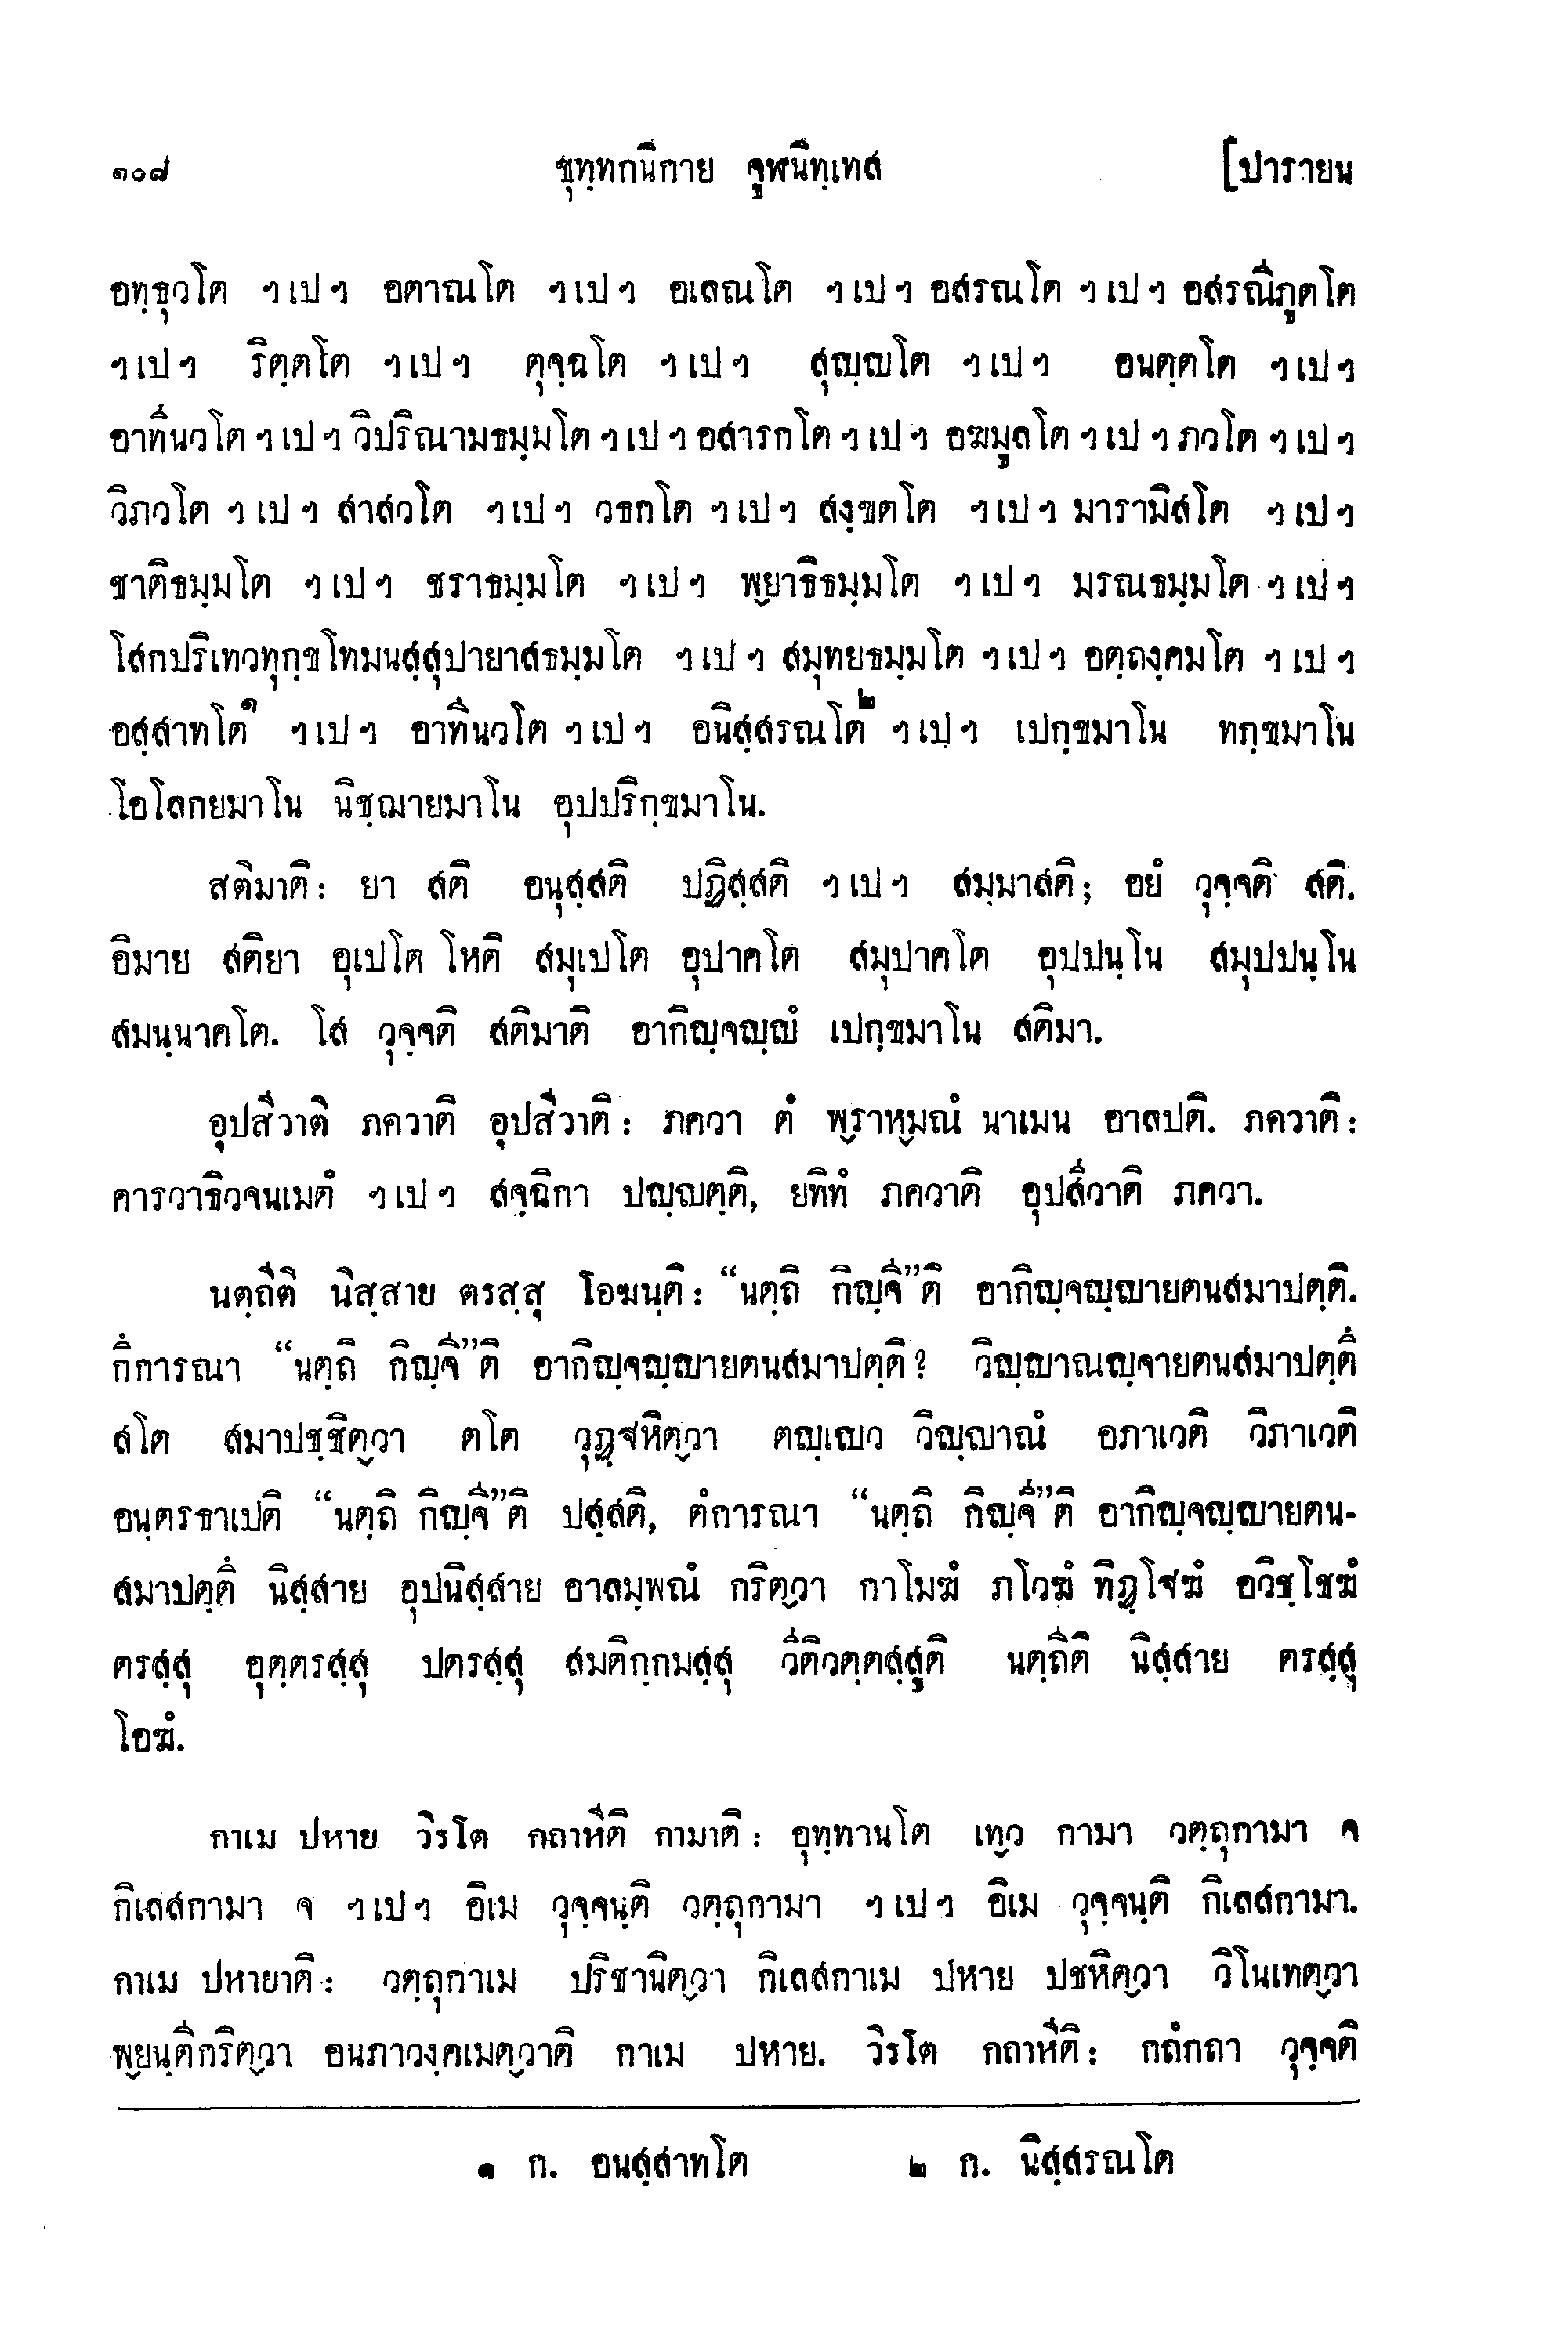 ๑๐๘ ขุทฺทกนิกาย จูฬนิทฺเทส [ปารายน
อทฺธุวโต ฯ เป ฯ อตาณโต ฯ เป ฯ อเลณโต ฯ เป ฯ อสรณโต ฯ เป ฯ อสรณีภูตโต
ฯ เป ฯ ริตฺตโต ฯ เป ฯ ตุจฺฉโต ฯ เป ฯ สุญฺญโต ฯ เป ฯ อนตฺตโต ฯ เป ฯ
อาทีนวโต ฯ เป ฯ วิปริณามธมฺมโต ฯ เป ฯ อสารกโต ฯ เป ฯ อฆมูลโต ฯ เป ฯ ภวโต ฯ เป ฯ
วิภวโต ฯ เป ฯ สาสวโต ฯ เป ฯ วธกโต ฯ เป ฯ สงฺขตโต ฯ เป ฯ มารามิสโต ฯ เป ฯ
ชาติธมฺมโต ฯ เป ฯ ชราธมฺมโต ฯ เป ฯ พฺยาธิธมฺมโต ฯ เป ฯ มรณธมฺมโต ฯ เป ฯ
โสกปริเทวทุกฺขโทมนสฺสุปายาสธมฺมโต ฯ เป ฯ สมุทยธมฺมโต ฯ เป ฯ อตฺถงฺคมโต ฯ เป ฯ
อสฺสาทโต๑ ฯ เป ฯ อาทีนวโต ฯ เป ฯ อนิสฺสรณโต๒ ฯ เป ฯ เปกฺขมาโน ทกฺขมาโน
โอโลกยมาโน นิชฺฌายมาโน อุปปริกฺขมาโน.
สติมาติ: ยา สติ อนุสฺสติ ปฏิสฺสติ ฯ เป ฯ สมฺมาสติ; อยํ วุจฺจติ สติ.
อิมาย สติยา อุเปโต โหติ สมุเปโต อุปาคโต สมุปาคโต อุปปนฺโน สมุปปนฺโน
สมนฺนาคโต. โส วุจฺจติ สติมาติ อากิญฺจญฺญํ เปกฺขมาโน สติมา.
อุปสีวาติ ภควาติ อุปสีวาติ: ภควา ตํ พฺราหฺมณํ นาเมน อาลปติ. ภควาติ:
คารวาธิวจนเมตํ ฯ เป ฯ สจฺฉิกา ปญฺญตฺติ, ยทิทํ ภควาติ อุปสีวาติ ภควา.
นตฺถีติ นิสฺสาย ตรสฺสุ โอฆนฺติ: “นตฺถิ กิญฺจี”ติ อากิญฺจญฺญายตนสมาปตฺติ.
กึการณา “นตฺถิ กิญฺจี”ติ อากิญฺจญฺญายตนสมาปตฺติ? วิญฺญาณญฺจายตนสมาปตฺตึ
สโต สมาปชฺชิตฺวา ตโต วุฏฺฐหิตฺวา ตญฺเญว วิญฺญาณํ อภาเวติ วิภาเวติ
อนฺตรธาเปติ “นตฺถิ กิญฺจี”ติ ปสฺสติ, ตํการณา “นตฺถิ กิญฺจี”ติ อากิญฺจญฺญายตน-
สมาปตฺตึ นิสฺสาย อุปนิสฺสาย อาลมฺพณํ กริตฺวา กาโมฆํ ภโวฆํ ทิฏฺโฐฆํ อวิชฺโชฆํ
ตรสฺสุ อุตฺตรสฺสุ ปตรสฺสุ สมติกฺกมสฺสุ วีติวตฺตสฺสูติ นตฺถีติ นิสฺสาย ตรสฺสุ
โอฆํ.
กาเม ปหาย วิรโต กถาหีติ กามาติ: อุทฺทานโต เทฺว กามา วตฺถุกามา จ
กิเลสกามา จ ฯ เป ฯ อิเม วุจฺจนฺติ วตฺถุกามา ฯ เป ฯ อิเม วุจฺจนฺติ กิเลสกามา.
กาเม ปหายาติ: วตฺถุกาเม ปริชานิตฺวา กิเลสกาเม ปหาย ปชหิตฺวา วิโนเทตฺวา
พฺยนฺตีกริตฺวา อนภาวงฺคเมตฺวาติ กาเม ปหาย. วิรโต กถาหีติ: กถํกถา วุจฺจติ
๑ ก. อนสฺสาทโต ๒ ก. นิสฺสรณโต